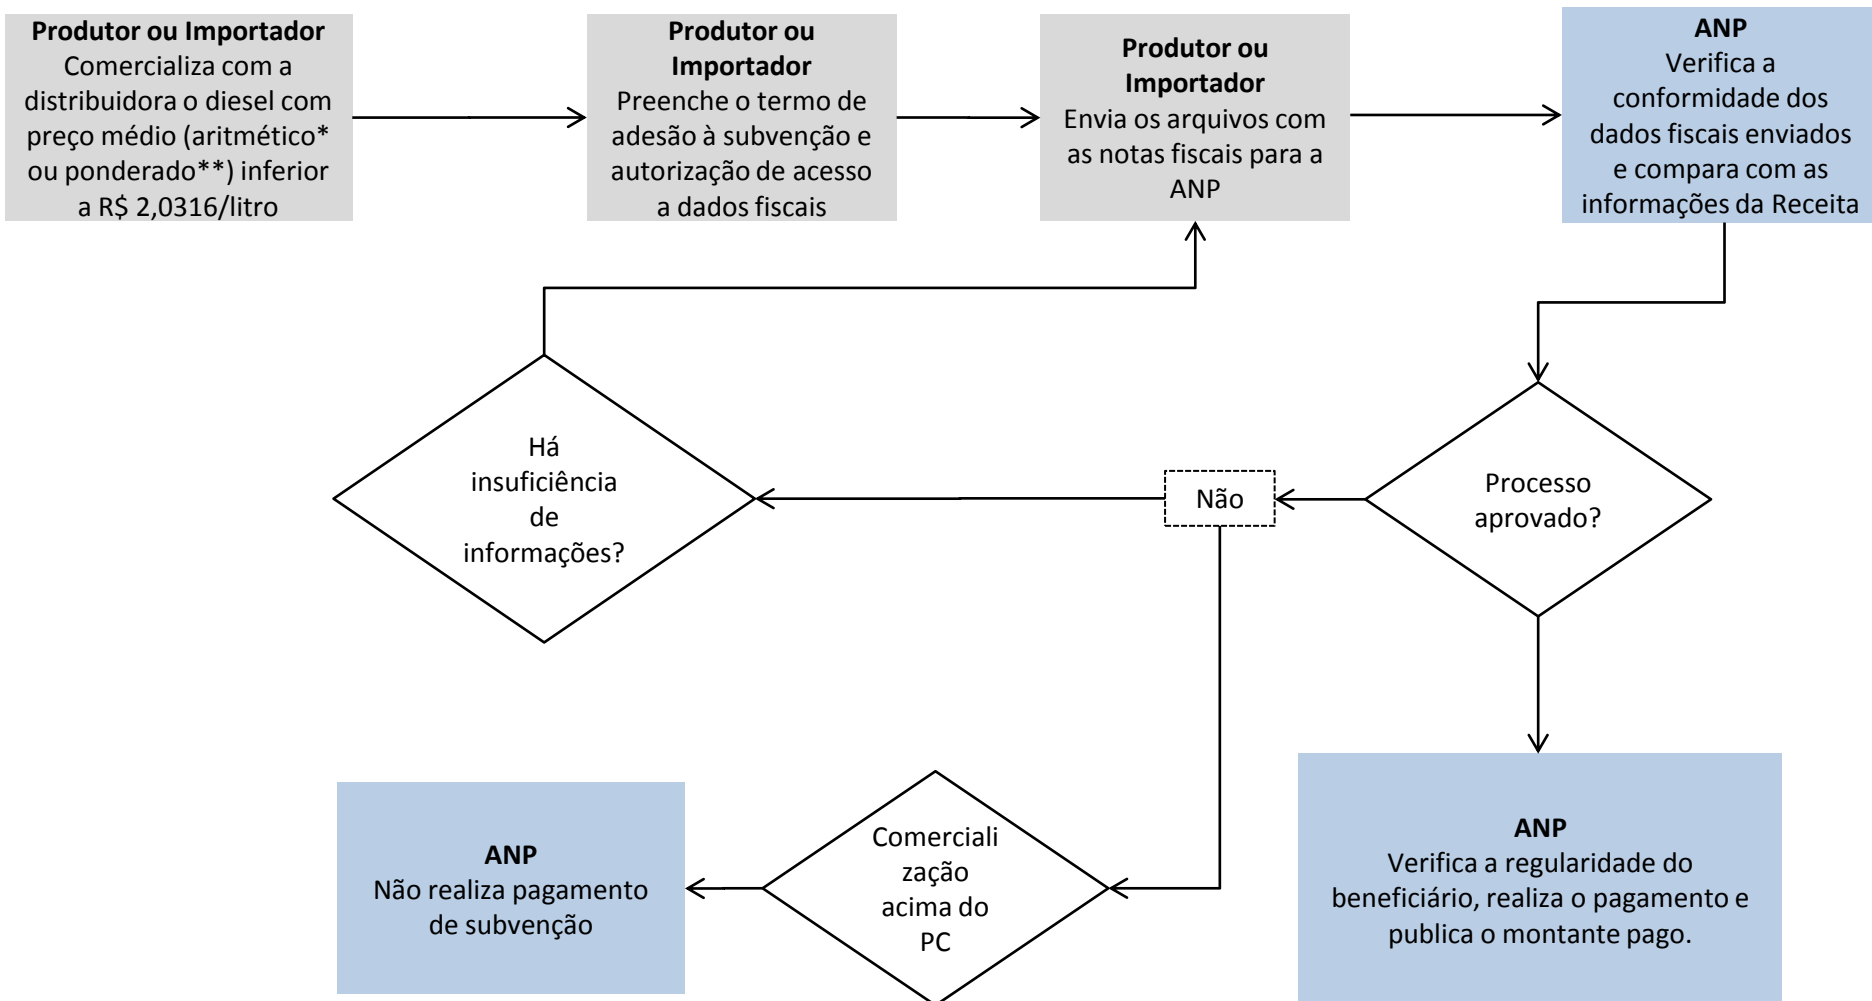 Produtor ou Importador
Comercializa com a
distribuidora o diesel com
preço médio (aritmético*
ou ponderado**) inferior
a R$ 2,0316/litro
Produtor ou
Importador
Preenche o termo de
adesão à subvenção e
autorização de acesso
a dados fiscais
Produtor ou
Importador
Envia os arquivos com
as notas fiscais para a
ANP
ANP
Verifica a
conformidade dos
dados fiscais enviados
e compara com as
informações da Receita
Há
insuficiência
de
informações?
Não
Processo
aprovado?
ANP
Não realiza pagamento
de subvenção
Comerciali
zação
acima do
PC
ANP
Verifica a regularidade do
beneficiário, realiza o pagamento e
publica o montante pago.